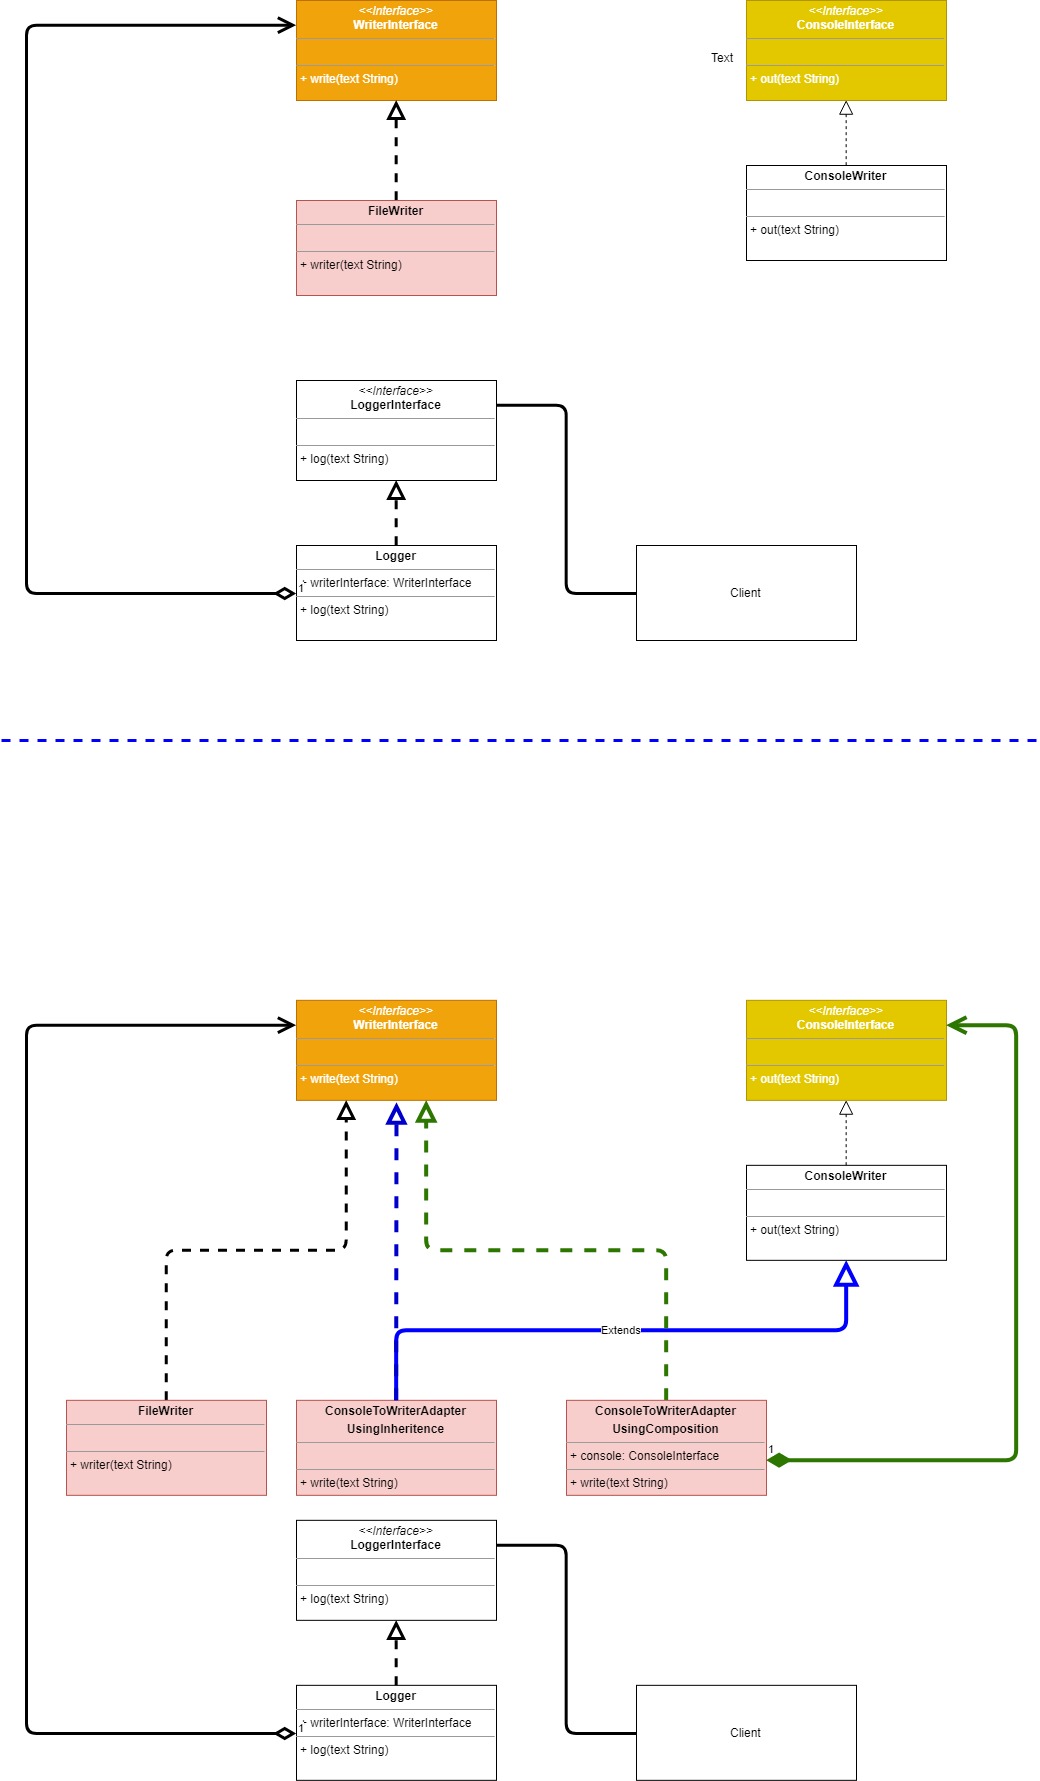 <<Interface>>
WriterInterface
+ write(text String)
<<Interface>>
ConsoleInterface
+ out(text String)
Text
ConsoleWriter
+ out(text String)
FileWriter
+ writer(text String)
<<Interface>>
LoggerInterface
+ log(text String)
Logger
- writerInterface: WriterInterface
1
+ log(text String)
Client
<<Interface>>
WriterInterface
+ write(text String)
<<Interface>>
ConsoleInterface
+ out(text String)
ConsoleWriter
+ out(text String)
Extends
FileWriter
+ writer(text String)
ConsoleToWriterAdapter
UsingInheritence
+ write(text String)
ConsoleToWriterAdapter
UsingComposition
+ console: ConsoleInterface
1
+ write(text String)
<<Interface>>
LoggerInterface
+ log(text String)
Logger
- writerInterface: WriterInterface
1
+ log(text String)
Client